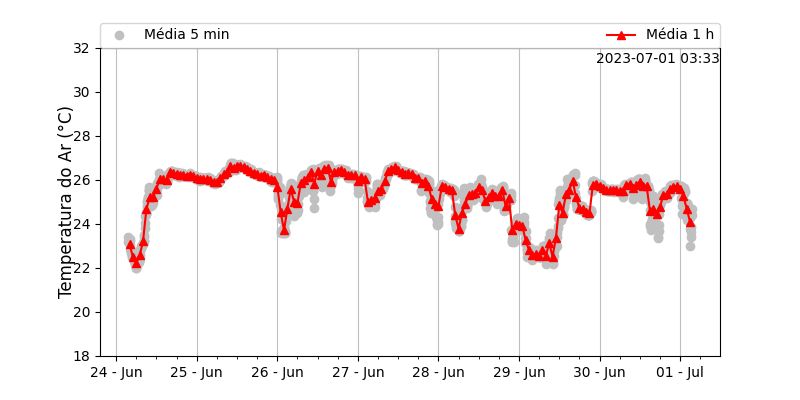 Média 5 min
Média 1 h
2023-07-01 03:33
Temperatura do Ar (°C)
32
30
28
26
24
22
20
18
24 - Jun
25 - Jun
26 - Jun
27 - Jun
28 - Jun
29 - Jun
30 - Jun
01 - Jul